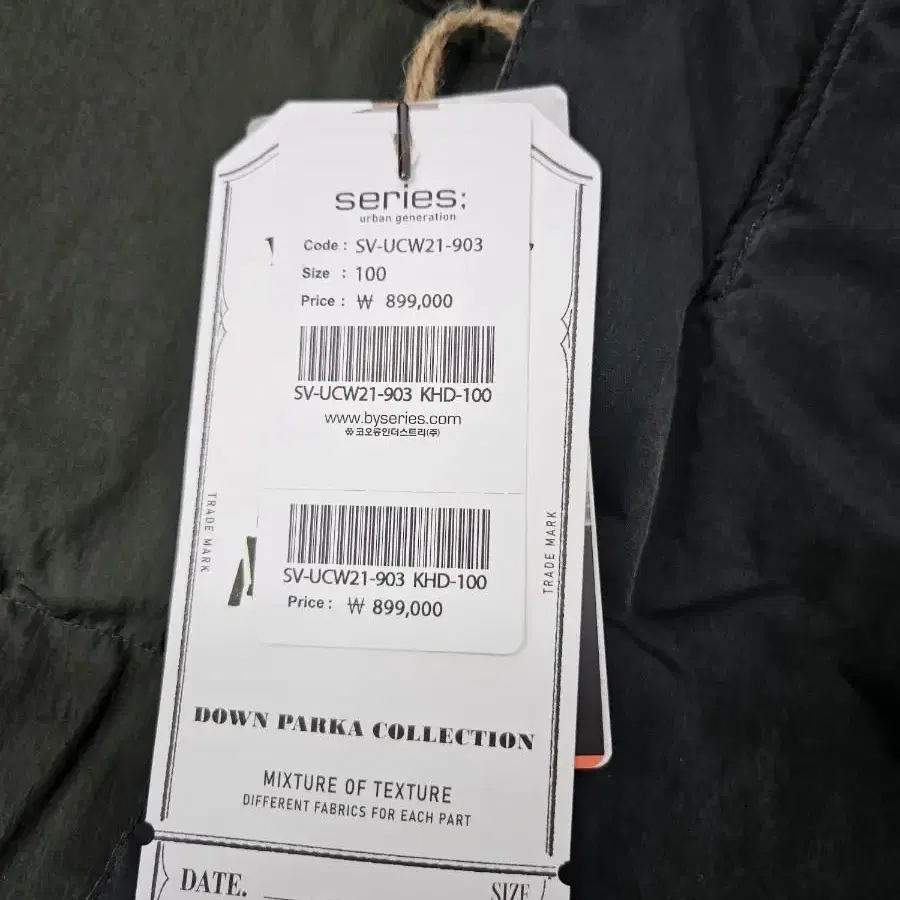 series;
urban generation
Code : SV-UCW21-903
Size : 100
Price : ₩ 899,000
SV-UCW21-903 KHD-100
www.byseries.com
코오롱인더스트리(주)
TRADE MARK
TRADE MARK
SV-UCW21-903 KHD-100
Price : ₩ 899,000
DOWN PARKA COLLECTION
MIXTURE OF TEXTURE
DIFFERENT FABRICS FOR EACH PART
DATE.
SIZE